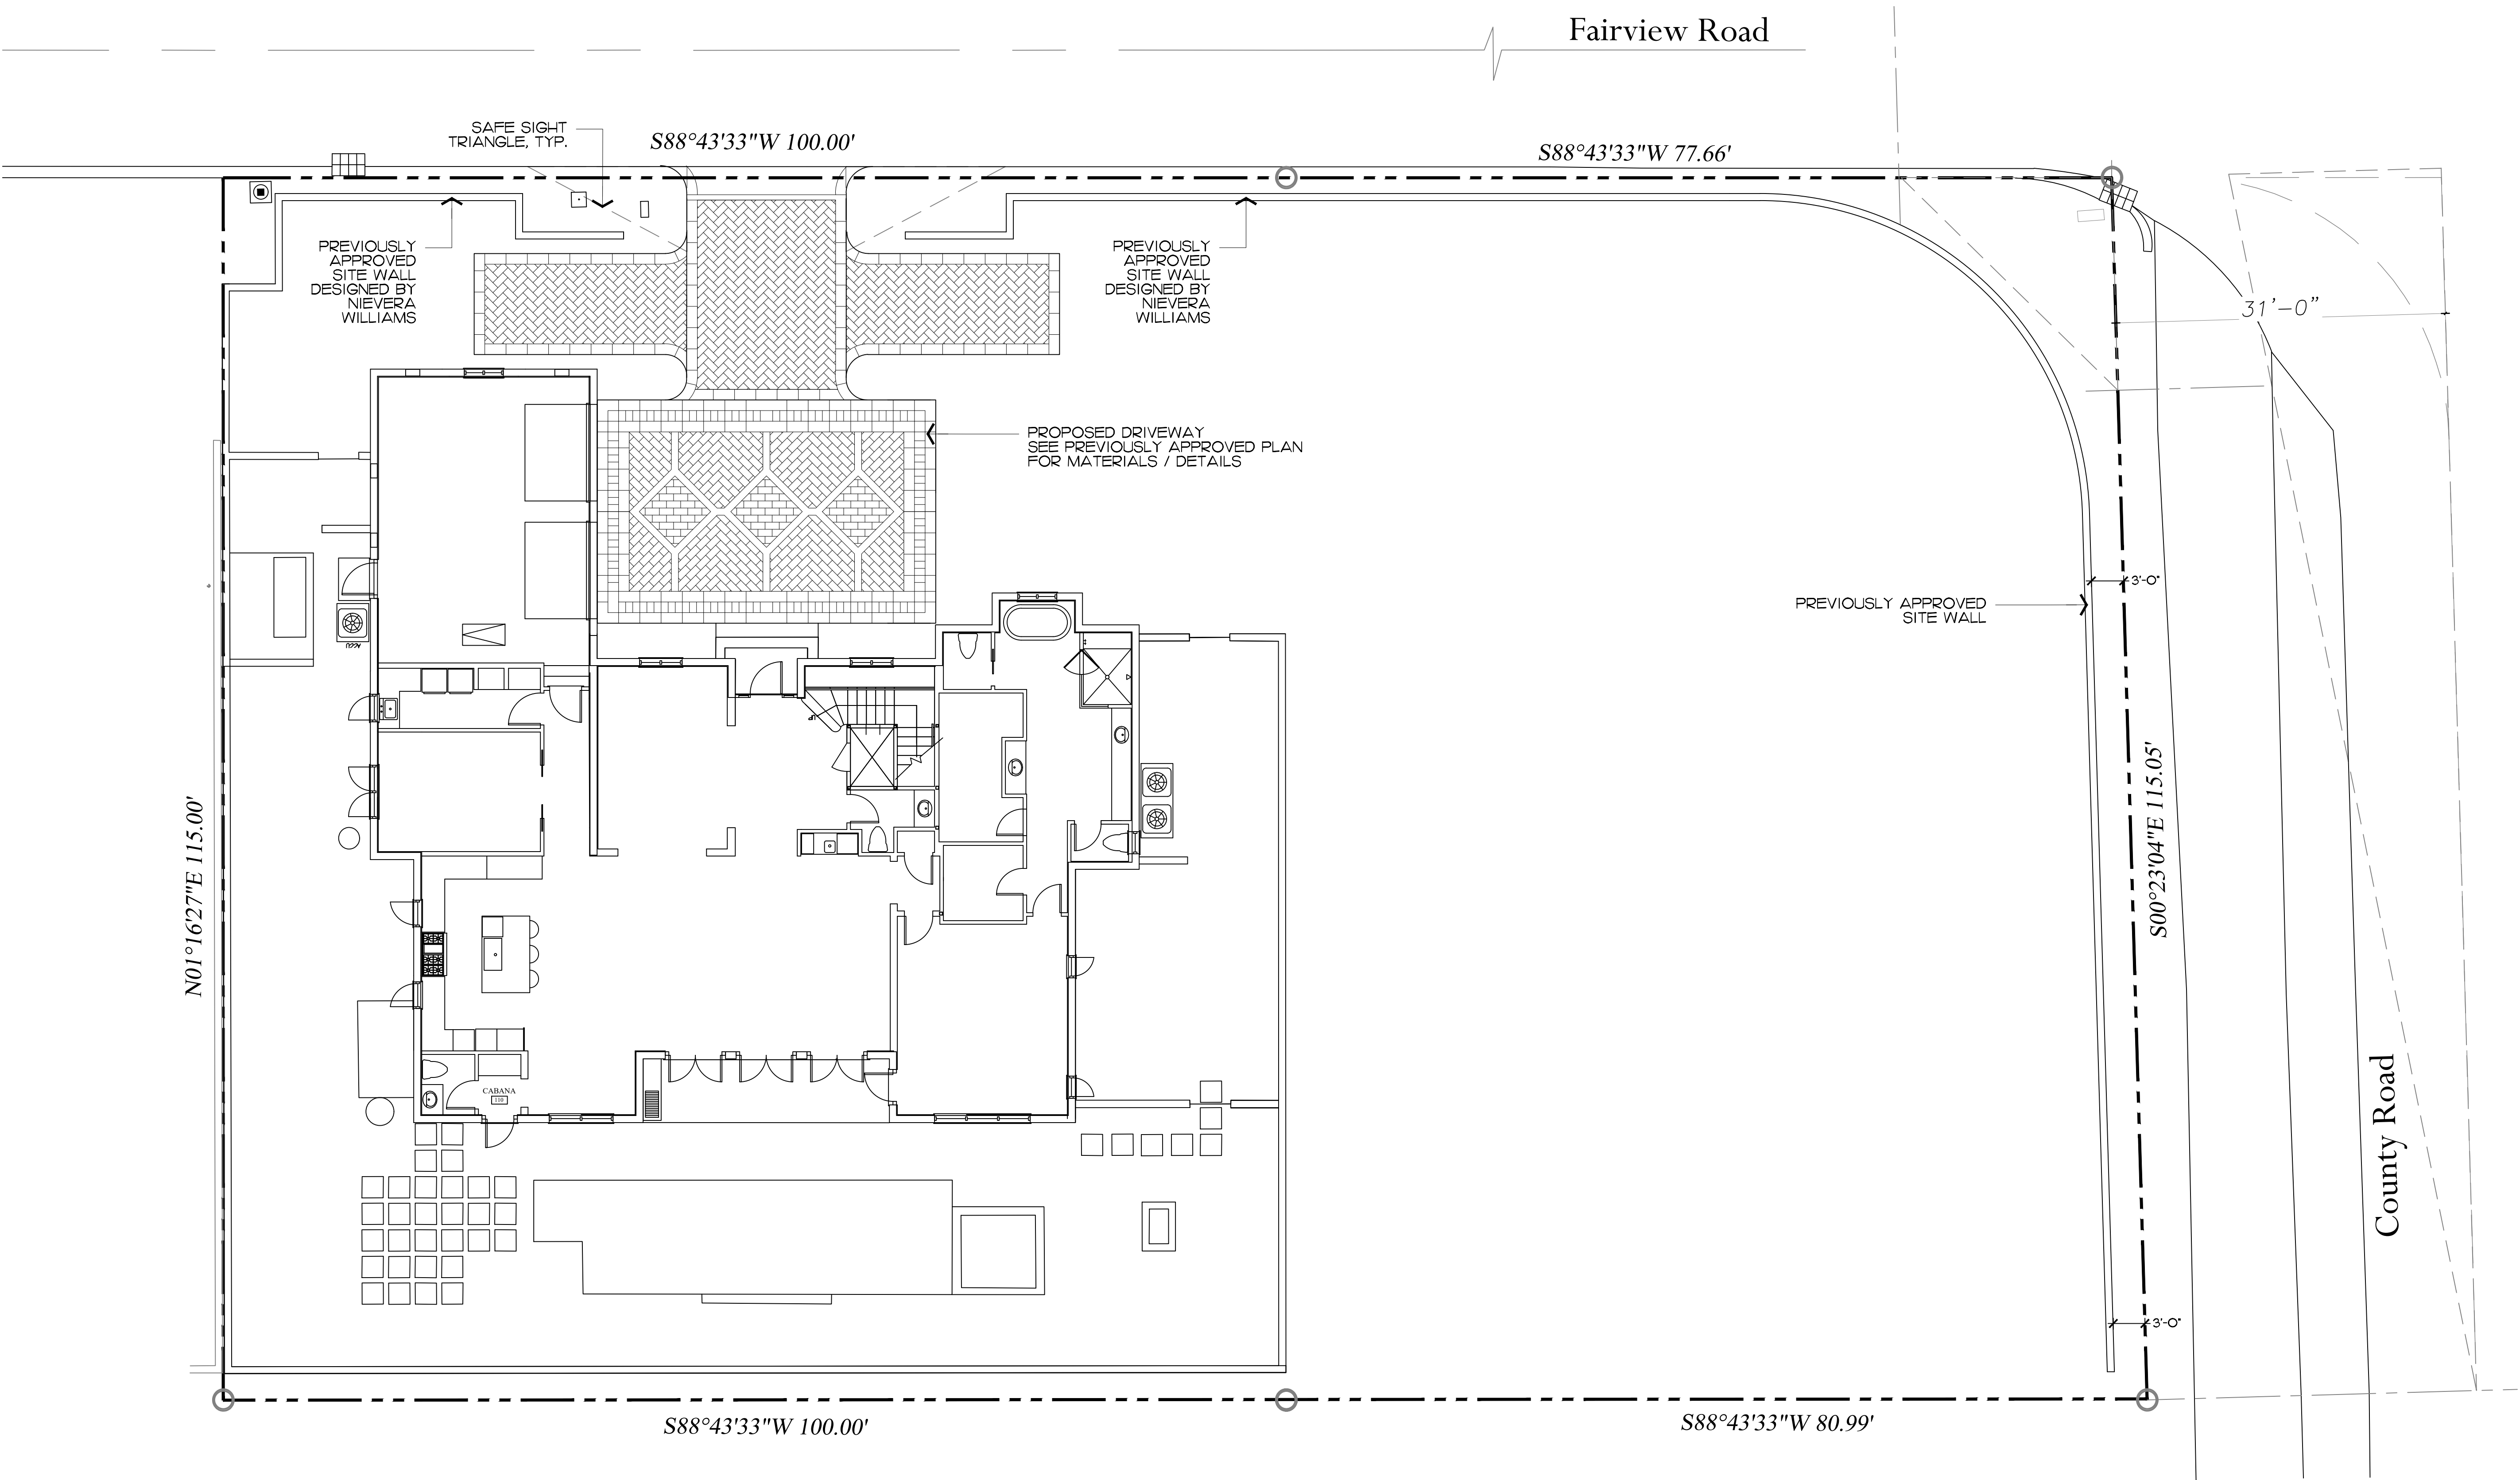 Fairview Road
SAFE SIGHT
TRIANGLE, TYP.
S88°43'33"W 100.00'
S88°43'33"W 77.66'
PREVIOUSLY
APPROVED
SITE WALL
DESIGNED BY
NIEVERA
WILLIAMS
PREVIOUSLY
APPROVED
SITE WALL
DESIGNED BY
NIEVERA
WILLIAMS
31'-0"
PROPOSED DRIVEWAY
SEE PREVIOUSLY APPROVED PLAN
FOR MATERIALS / DETAILS
3'-0"
PREVIOUSLY APPROVED
SITE WALL
N01°16'27"E 115.00'
S00°23'04"E 115.05'
County Road
CABANA
110
3'-0"
S88°43'33"W 100.00'
S88°43'33"W 80.99'